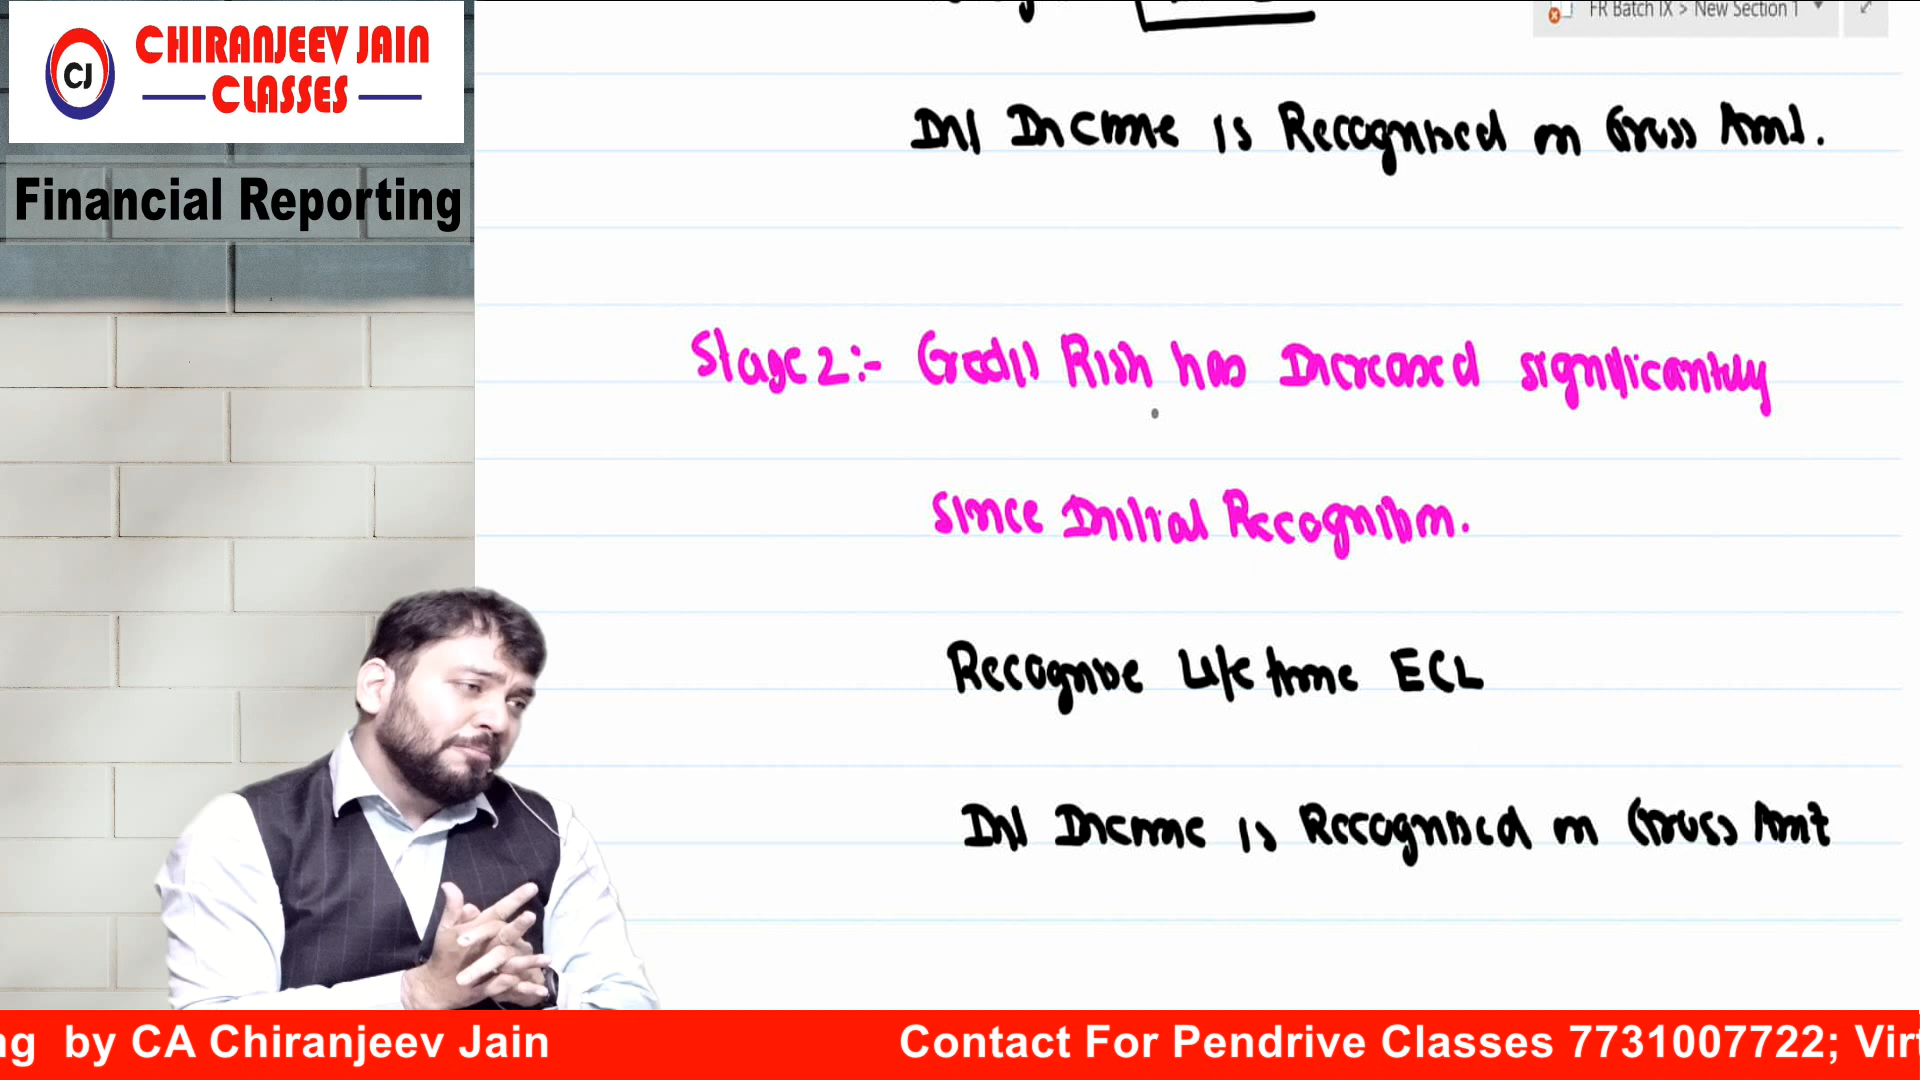 CHIRANJEEV JAIN
CJ
CLASSES
Financial Reporting
FR Batch IX > New Section 1
Int Income is Recognised on Gross Amt.
Stage 2:- Credit Risk has Increased significantly
since Initial Recognition.
Recognise Life time ECL
Int Income is Recognised on Gross Amt
ng by CA Chiranjeev Jain
Contact For Pendrive Classes 7731007722; Virt